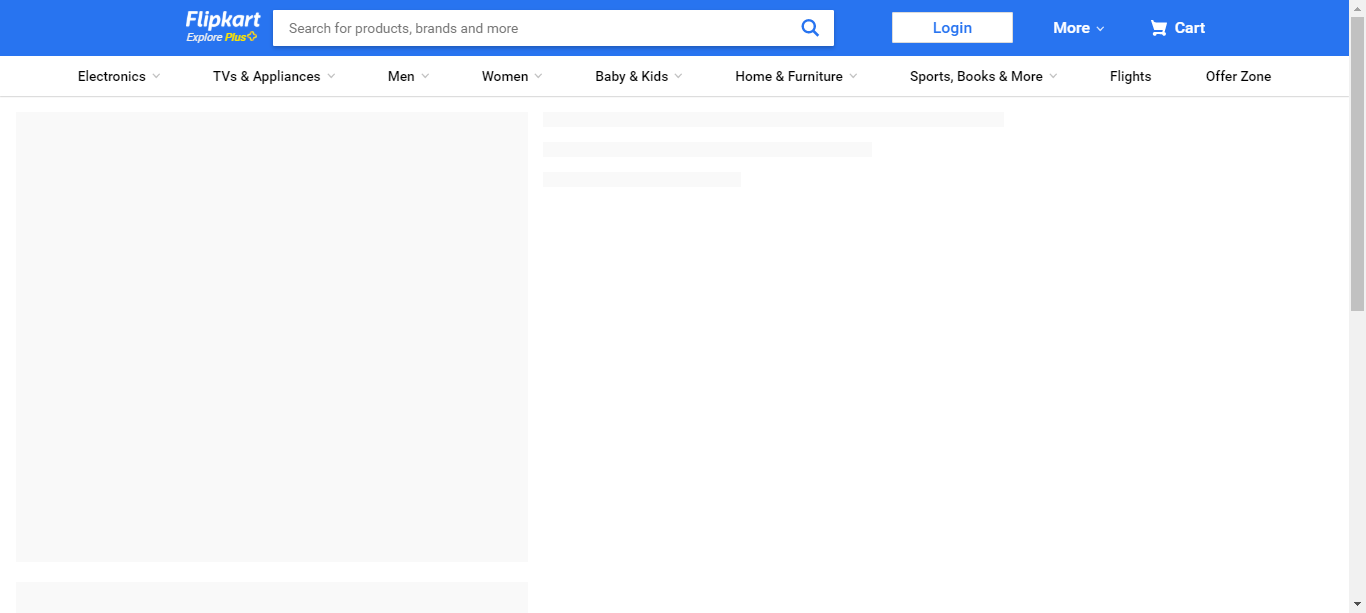 Flipkart
Explore Plus
Search for products, brands and more
Login
More
Cart
Electronics
TVs & Appliances
Men
Women
Baby & Kids
Home & Furniture
Sports, Books & More
Flights
Offer Zone